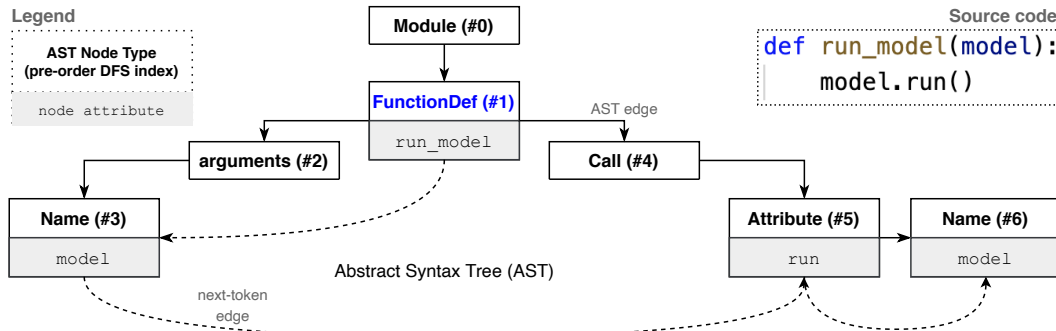 Legend
AST Node Type
(pre-order DFS index)
node attribute
Module (#0)
FunctionDef (#1)
run_model
AST edge
arguments (#2)
Call (#4)
Name (#3)
model
Attribute (#5)
run
Name (#6)
model
Abstract Syntax Tree (AST)
next-token
edge
Source code
def run_model(model):
    model.run()